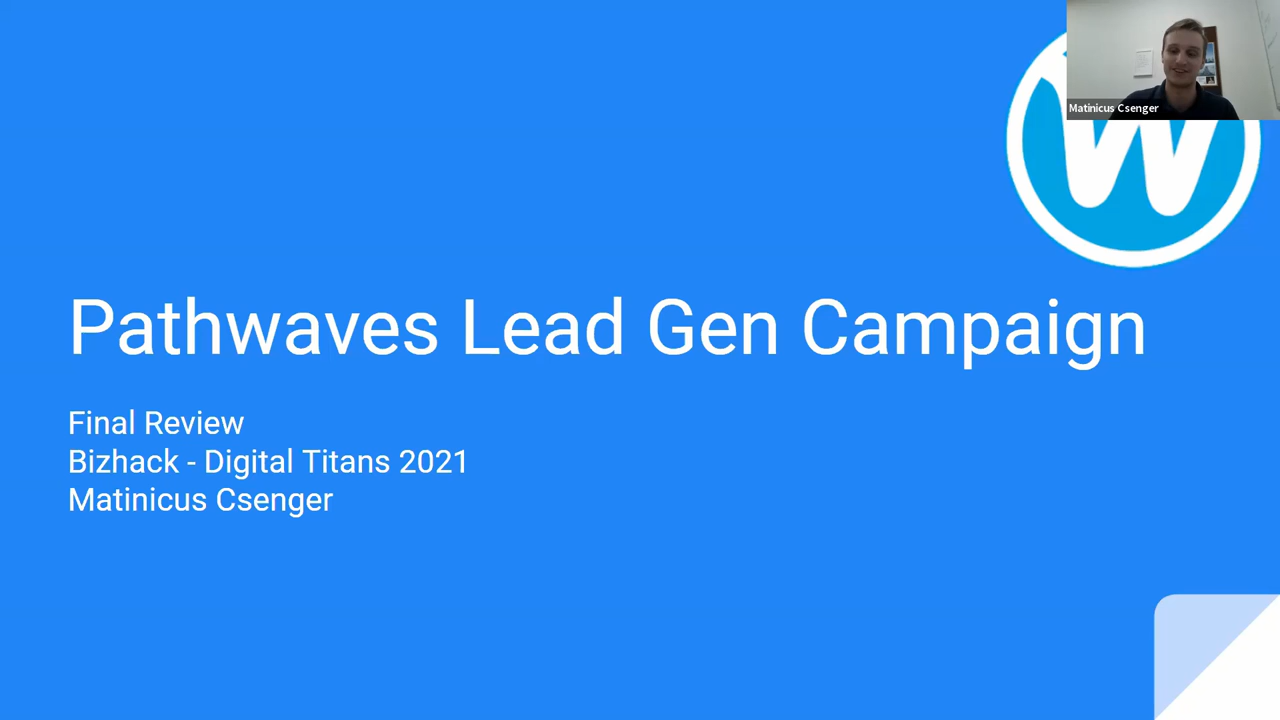 Matinicus Csenger
W
Pathwaves Lead Gen Campaign
Final Review
Bizhack - Digital Titans 2021
Matinicus Csenger